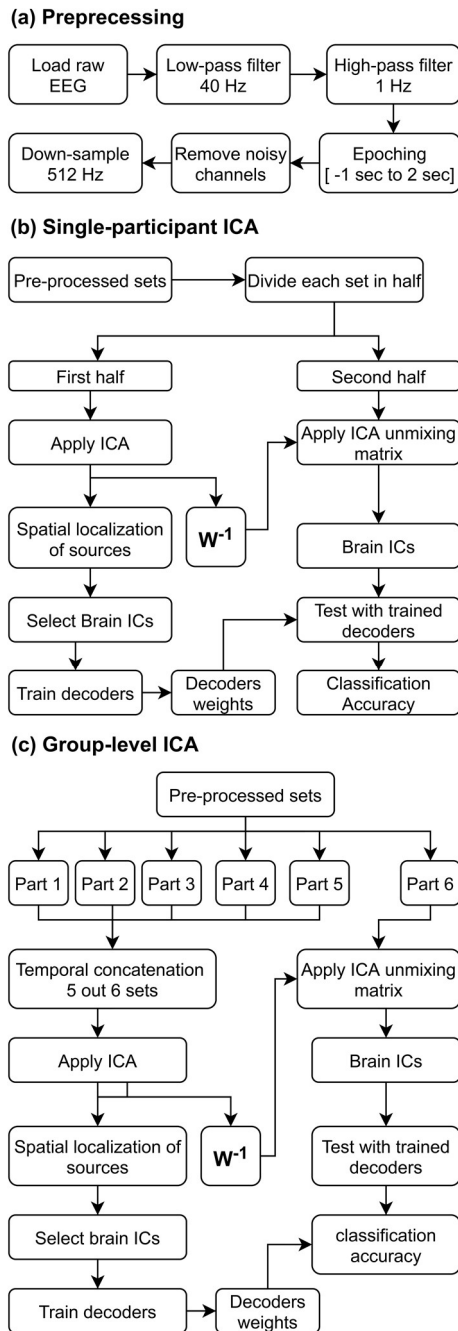 (a) Preprecessing
Load raw
EEG
Low-pass filter
40 Hz
High-pass filter
1 Hz
Down-sample
512 Hz
Remove noisy
channels
Epoching
[ -1 sec to 2 sec]
(b) Single-participant ICA
Pre-processed sets
Divide each set in half
First half
Second half
Apply ICA
Apply ICA unmixing
matrix
W-1
Spatial localization
of sources
Brain ICs
Select Brain ICs
Test with trained
decoders
Train decoders
Decoders
weights
Classification
Accuracy
(c) Group-level ICA
Pre-processed sets
Part 1
Part 2
Part 3
Part 4
Part 5
Part 6
Temporal concatenation
5 out 6 sets
Apply ICA unmixing
matrix
Apply ICA
Brain ICs
W-1
Spatial localization of
sources
Test with trained
decoders
Select brain ICs
classification
accuracy
Train decoders
Decoders
weights